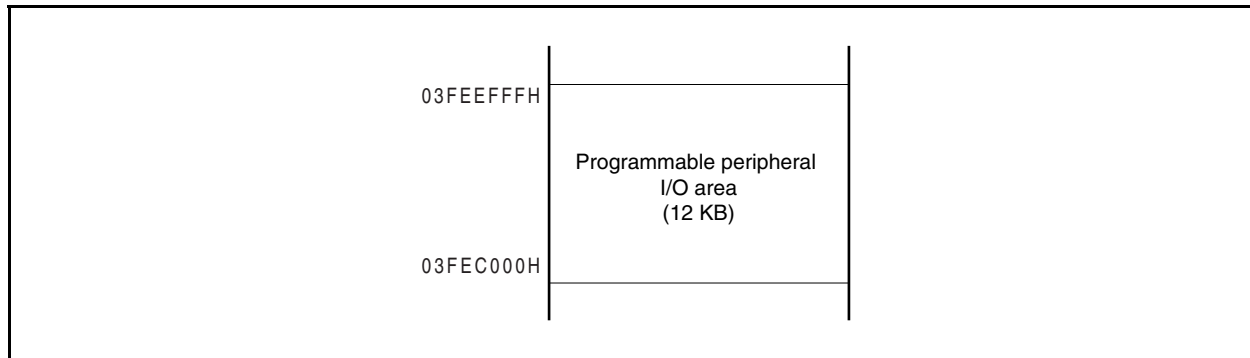 03FEEFFFH
Programmable peripheral
I/O area
(12 KB)
03FEC000H